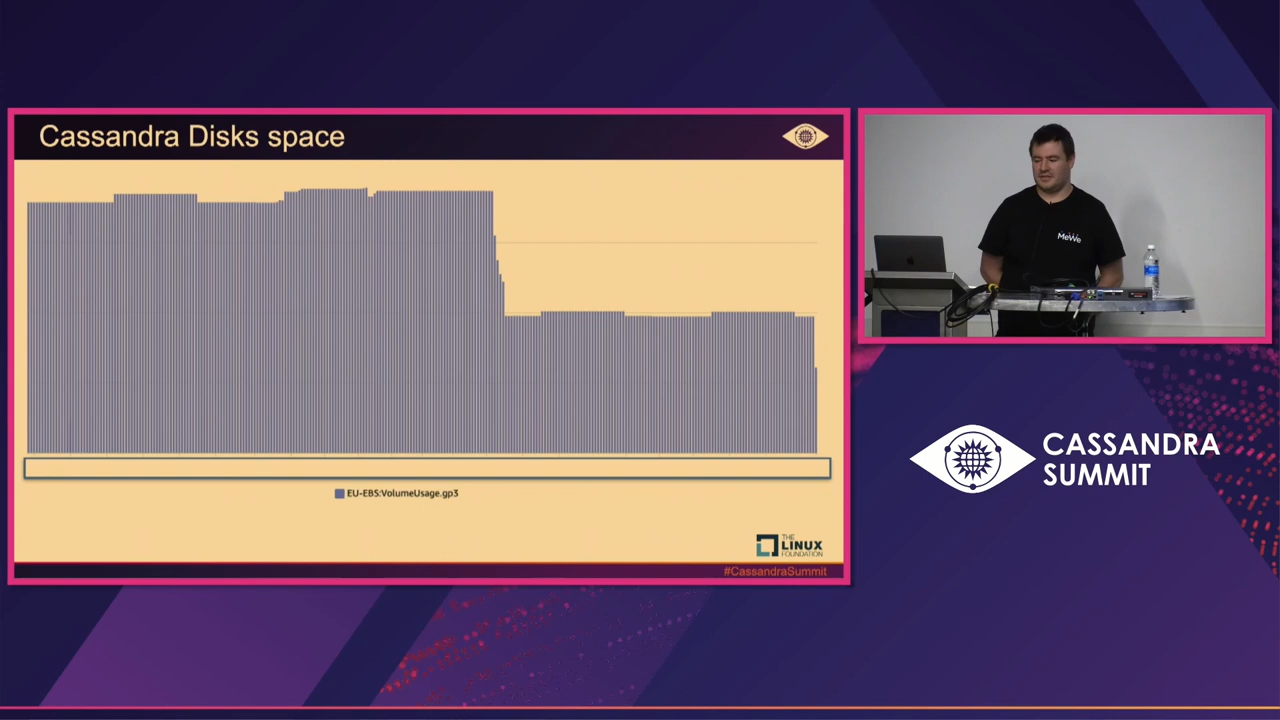 Cassandra Disks space
EU-EBS:VolumeUsage.gp3
THE
LINUX
FOUNDATION
#CassandraSummit
MeWe
CASSANDRA
SUMMIT